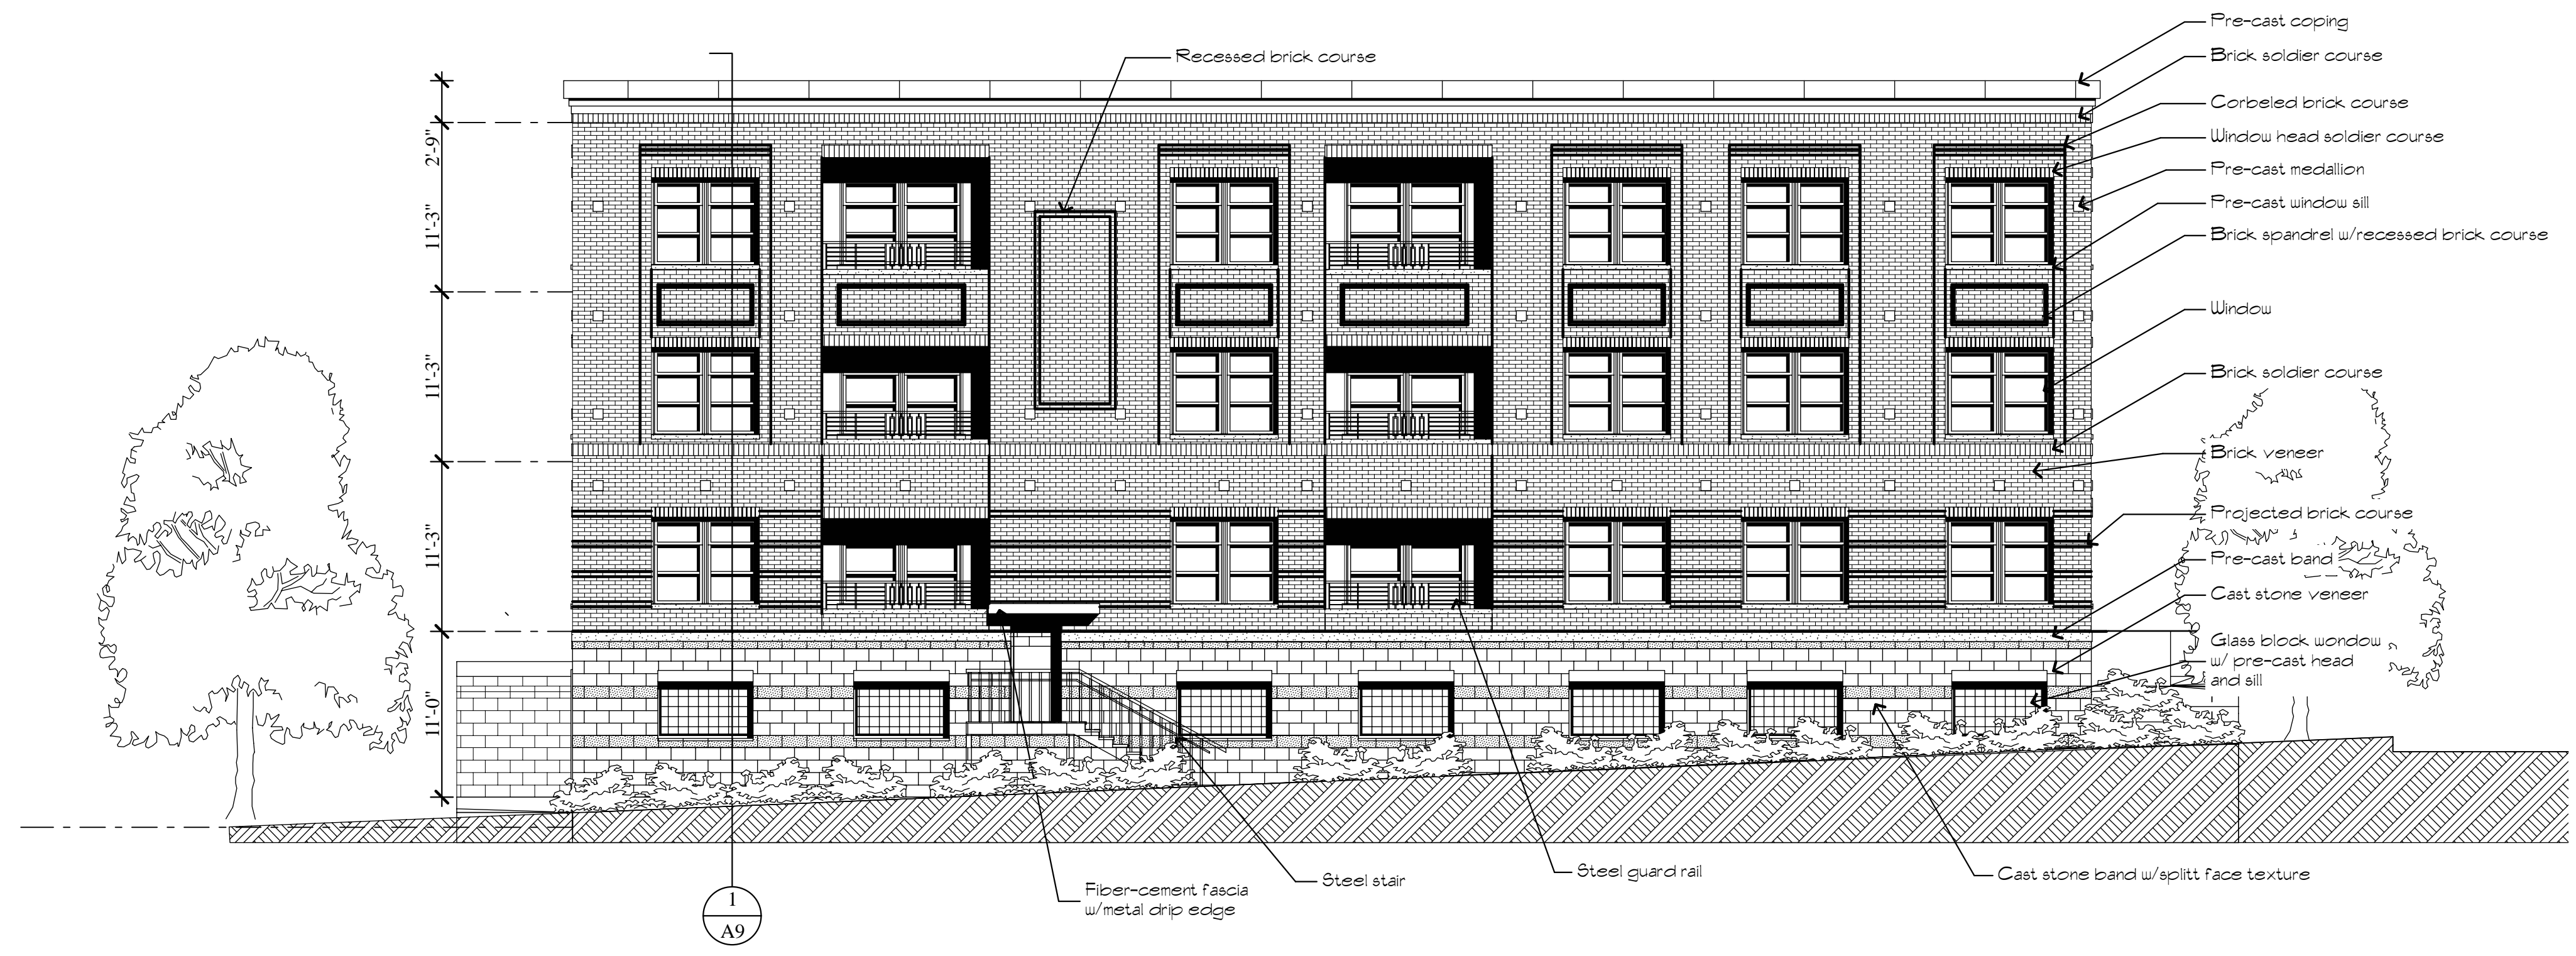 Pre-cast coping
Recessed brick course
Brick soldier course
Corbeled brick course
Window head soldier course
Pre-cast medallion
Pre-cast window sill
Brick spandrel w/recessed brick course
Window
Brick soldier course
Brick veneer
Projected brick course
Pre-cast band
Cast stone veneer
Glass block wondow
w/ pre-cast head
and sill
2'-9"
11'-3"
11'-3"
11'-3"
11'-0"
Fiber-cement fascia
w/metal drip edge
Steel stair
Steel guard rail
Cast stone band w/splitt face texture
1
A9